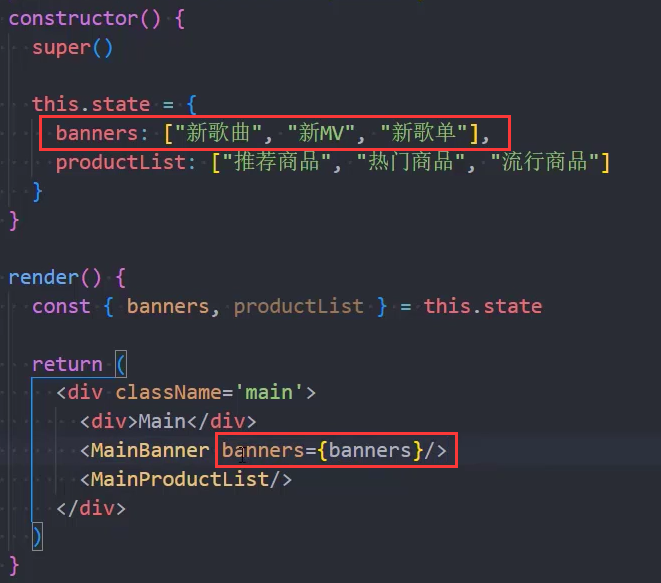 constructor() {
super()
this.state = {
banners: ["新歌曲", "新MV", "新歌单"],
productList: ["推荐商品", "热门商品", "流行商品"]
}
}
render() {
const { banners, productList } = this.state
return (
<div className='main'>
<div>Main</div>
<MainBanner banners={banners}/>
<MainProductList/>
</div>
)
}